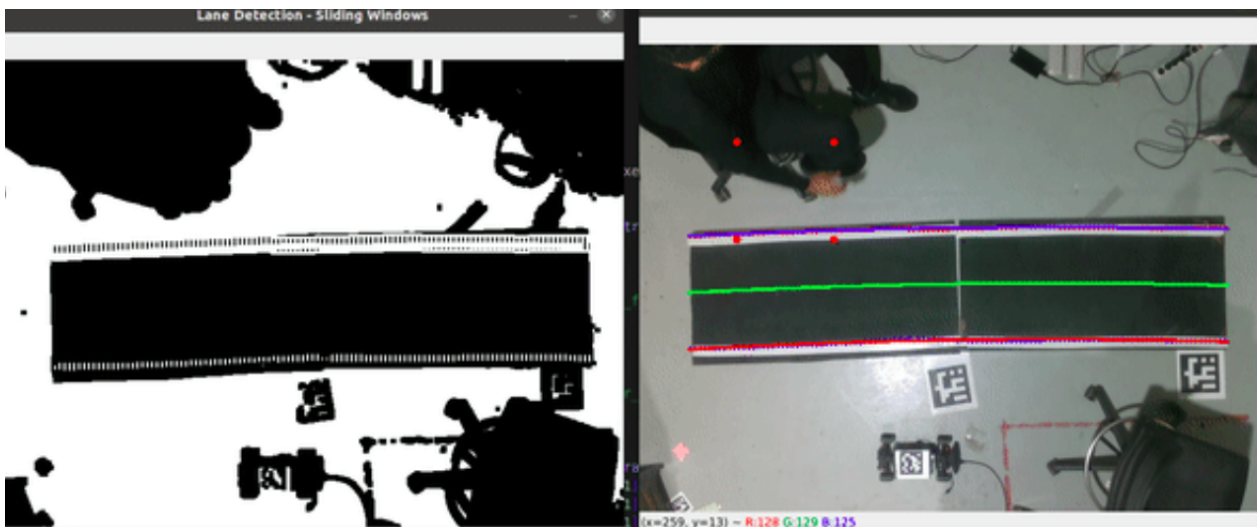 Lane Detection - Sliding Windows
(x=259, y=13) ~ R:128 G:129 B:125